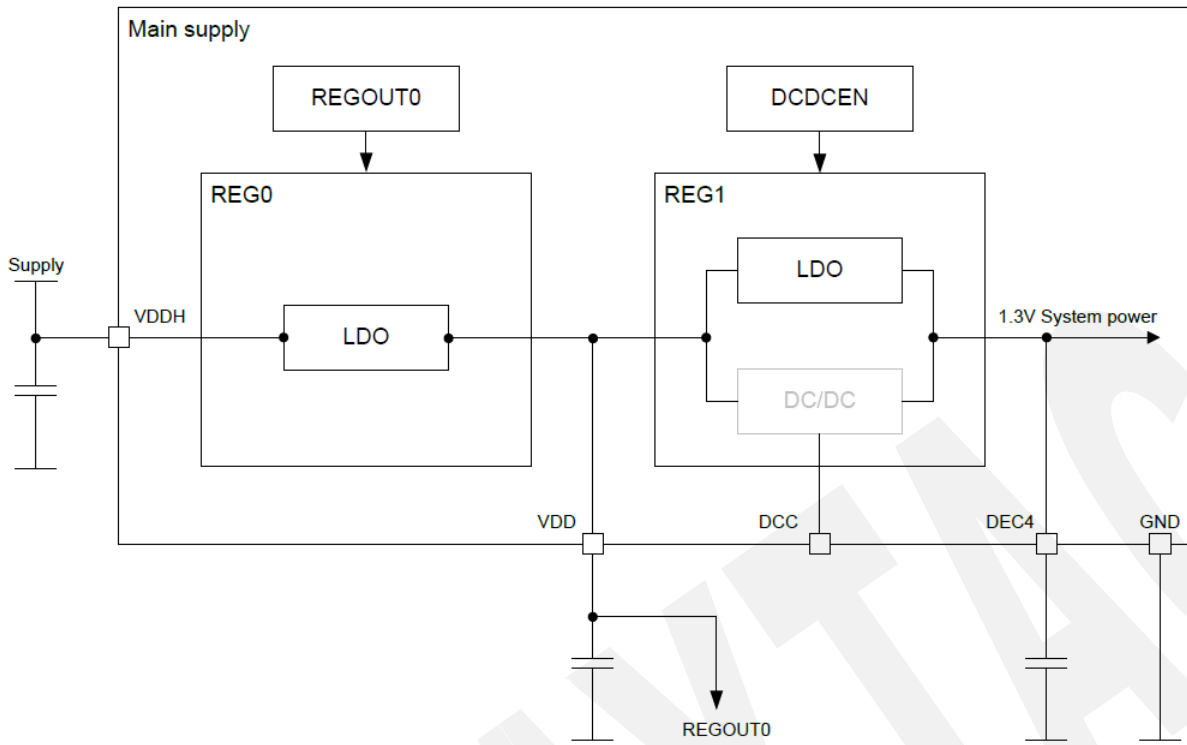 Main supply
REGOUT0
DCDCEN
REG0
REG1
LDO
Supply
VDDH
LDO
1.3V System power
DC/DC
VDD
DCC
DEC4
GND
REGOUT0